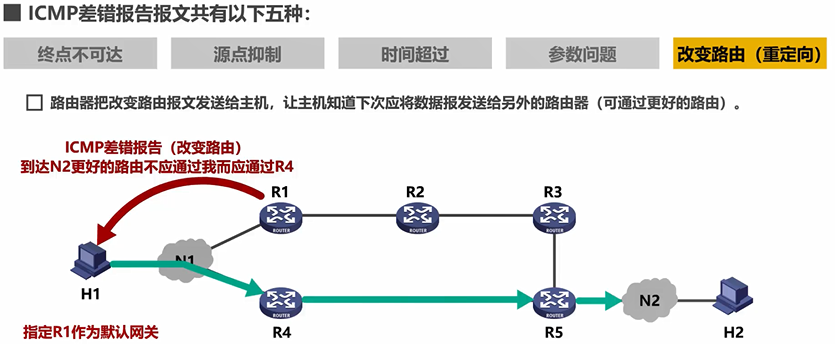 ■ ICMP差错报告报文共有以下五种：
终点不可达
源点抑制
时间超过
参数问题
改变路由（重定向）
路由器把改变路由报文发送给主机，让主机知道下次应将数据报发送给另外的路由器（可通过更好的路由）。
ICMP差错报告（改变路由）
到达N2更好的路由不应通过我而应通过R4
R1
R2
R3
ROUTER
ROUTER
ROUTER
N1
H1
ROUTER
ROUTER
N2
R4
R5
H2
指定R1作为默认网关